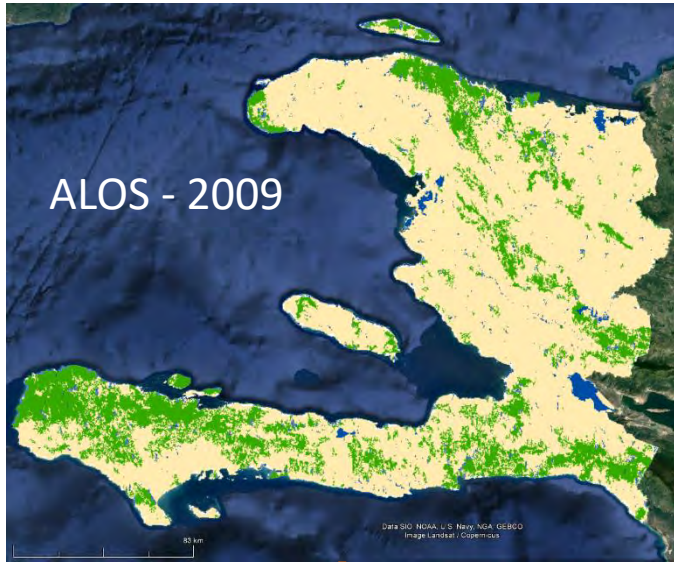 ALOS - 2009
Data SIO, NOAA, U.S. Navy, NGA, GEBCO
Image Landsat / Copernicus
83 km